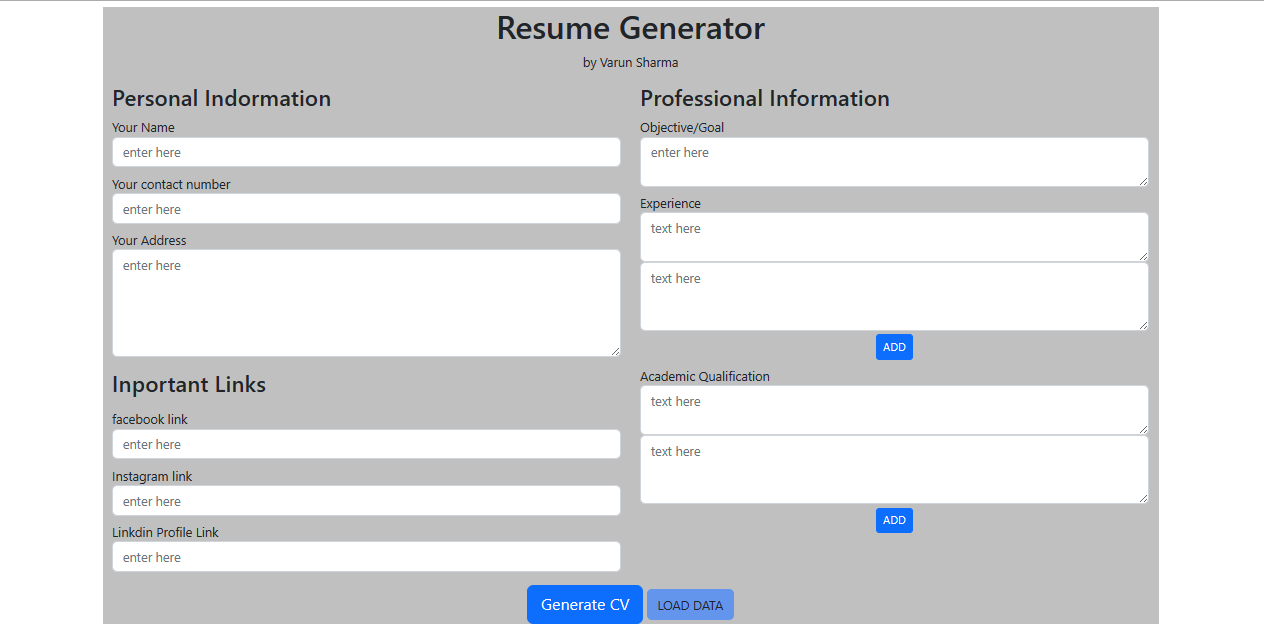 Resume Generator
by Varun Sharma
Personal Indormation
Your Name
enter here
Your contact number
enter here
Your Address
enter here
Inportant Links
facebook link
enter here
Instagram link
enter here
Linkdin Profile Link
enter here
Professional Information
Objective/Goal
enter here
Experience
text here
text here
ADD
Academic Qualification
text here
text here
ADD
Generate CV
LOAD DATA